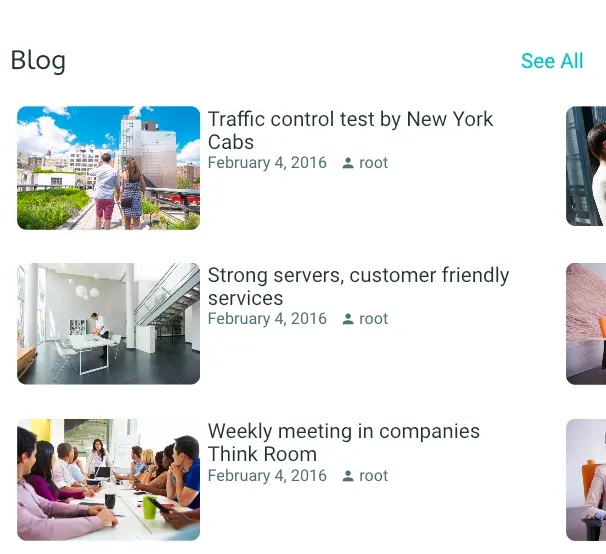 Blog
See All
Traffic control test by New York
Cabs
February 4, 2016 root
Strong servers, customer friendly
services
February 4, 2016 root
Weekly meeting in companies
Think Room
February 4, 2016 root